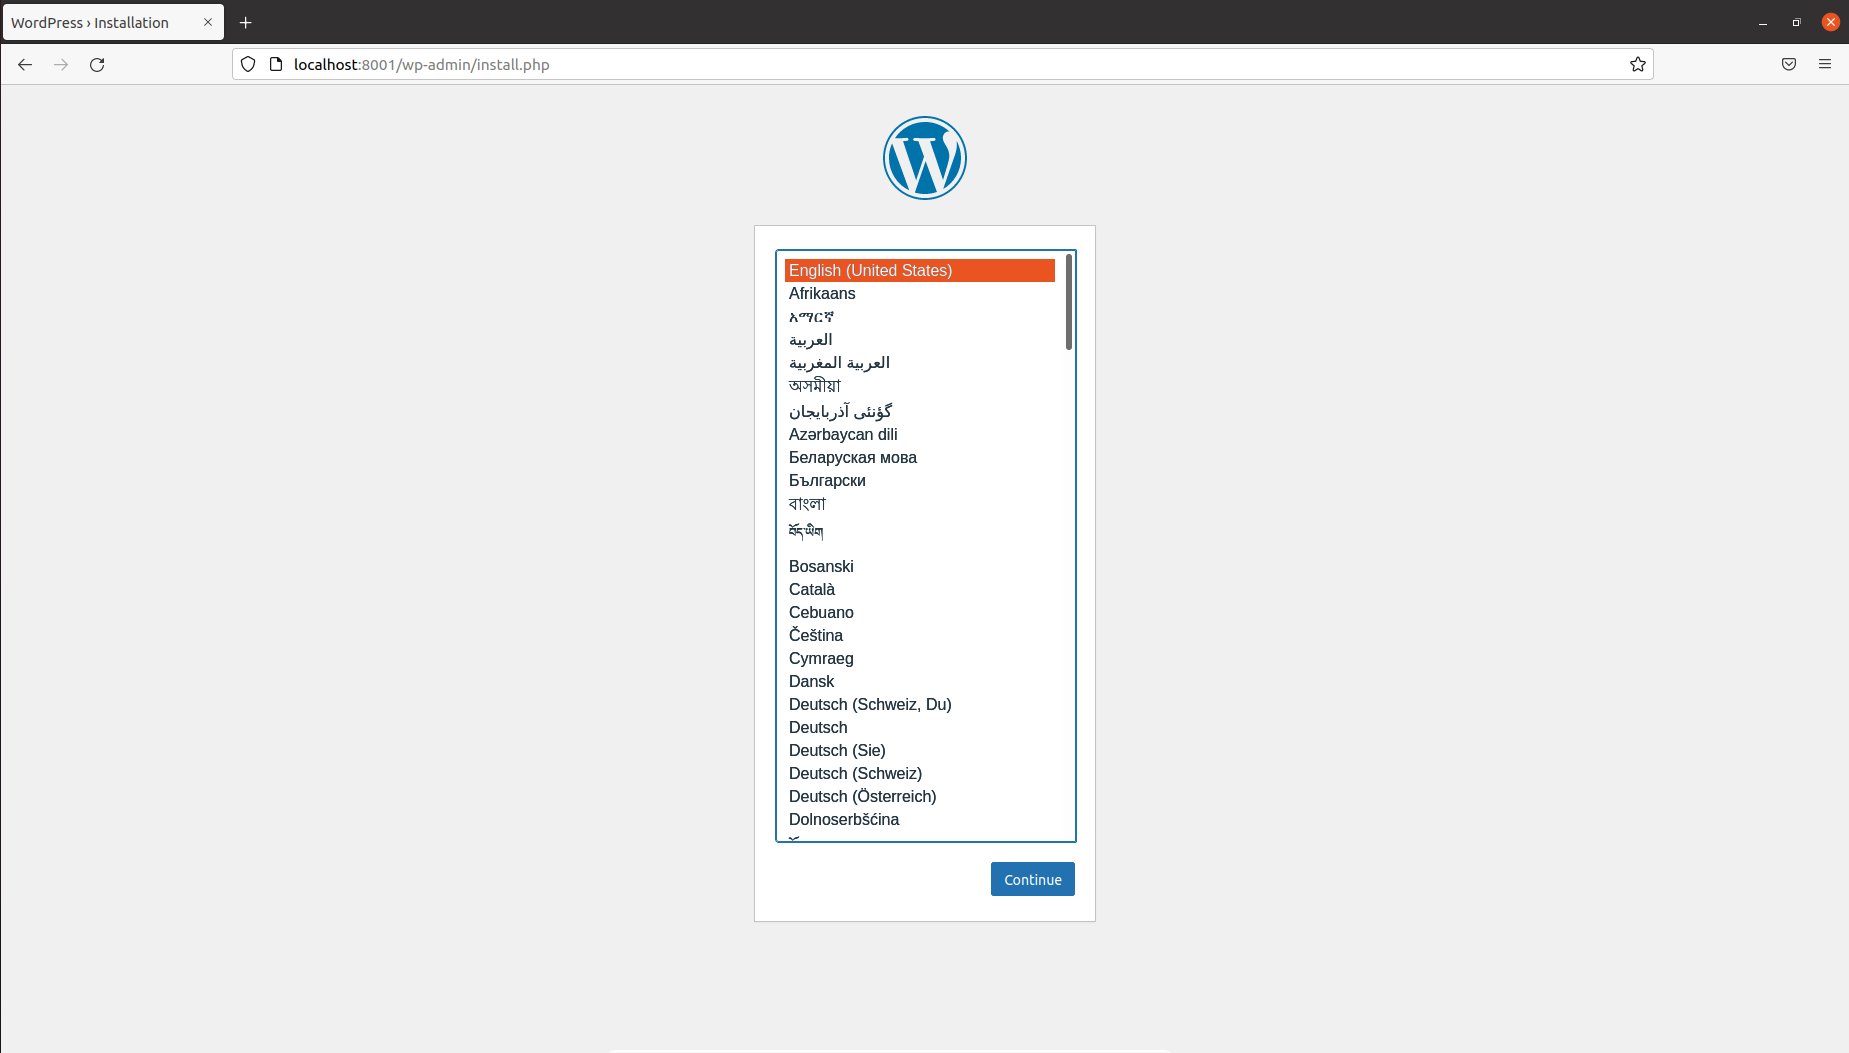 WordPress › Installation
localhost:8001/wp-admin/install.php
English (United States)
Afrikaans
አማርኛ
العربية
العربية المغربية
অসমীয়া
گؤنئی آذربایجان
Azərbaycan dili
Беларуская мова
Български
বাংলা
བོད་ཡིག
Bosanski
Català
Cebuano
Čeština
Cymraeg
Dansk
Deutsch (Schweiz, Du)
Deutsch
Deutsch (Sie)
Deutsch (Schweiz)
Deutsch (Österreich)
Dolnoserbšćina
Continue